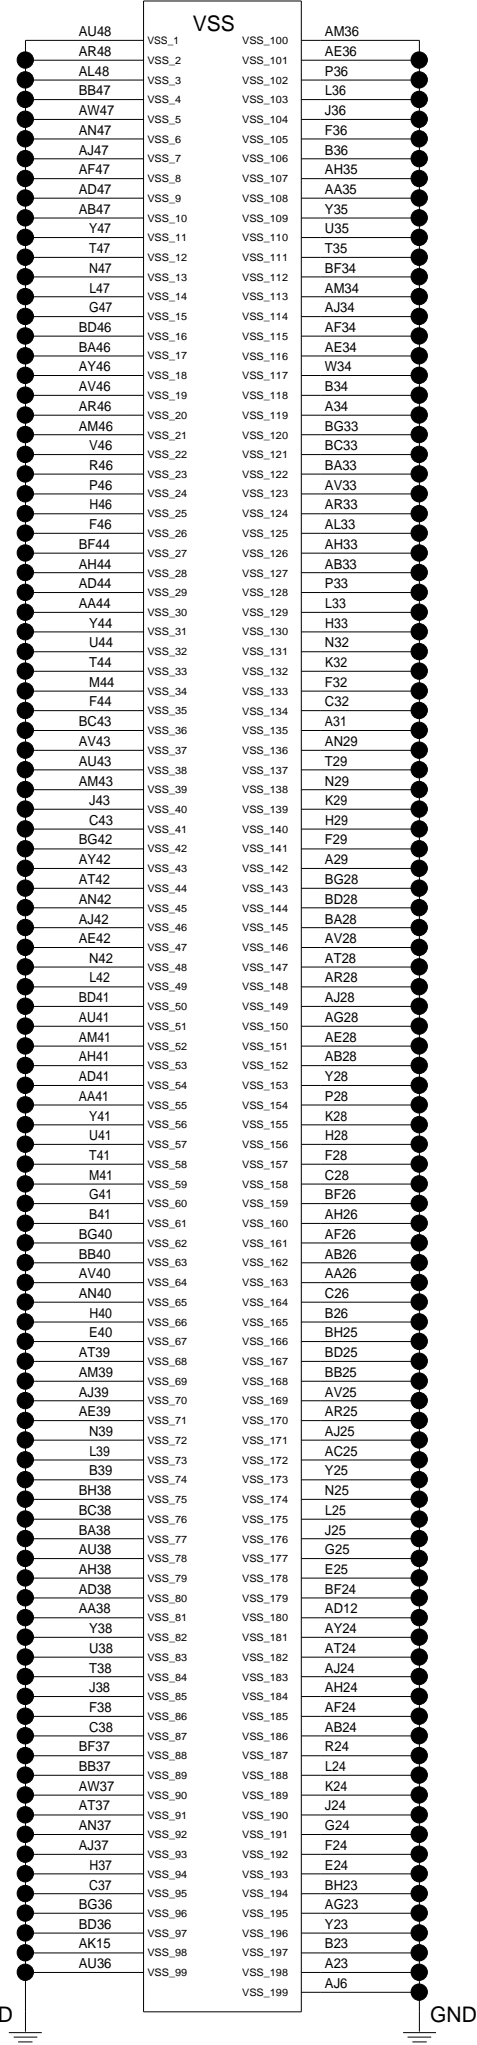 VSS
AU48 VSS_1 VSS_100 AM36
AR48 VSS_2 VSS_101 AE36
AL48 VSS_3 VSS_102 P36
BB47 VSS_4 VSS_103 L36
AW47 VSS_5 VSS_104 J36
AN47 VSS_6 VSS_105 F36
AJ47 VSS_7 VSS_106 B36
AF47 VSS_8 VSS_107 AH35
AD47 VSS_9 VSS_108 AA35
AB47 VSS_10 VSS_109 Y35
Y47 VSS_11 VSS_110 U35
T47 VSS_12 VSS_111 T35
N47 VSS_13 VSS_112 BF34
L47 VSS_14 VSS_113 AM34
G47 VSS_15 VSS_114 AJ34
BD46 VSS_16 VSS_115 AF34
BA46 VSS_17 VSS_116 AE34
AY46 VSS_18 VSS_117 W34
AV46 VSS_19 VSS_118 B34
AR46 VSS_20 VSS_119 A34
AM46 VSS_21 VSS_120 BG33
V46 VSS_22 VSS_121 BC33
R46 VSS_23 VSS_122 BA33
P46 VSS_24 VSS_123 AV33
H46 VSS_25 VSS_124 AR33
F46 VSS_26 VSS_125 AL33
BF44 VSS_27 VSS_126 AH33
AH44 VSS_28 VSS_127 AB33
AD44 VSS_29 VSS_128 P33
AA44 VSS_30 VSS_129 L33
Y44 VSS_31 VSS_130 H33
U44 VSS_32 VSS_131 N32
T44 VSS_33 VSS_132 K32
M44 VSS_34 VSS_133 F32
F44 VSS_35 VSS_134 C32
BC43 VSS_36 VSS_135 A31
AV43 VSS_37 VSS_136 AN29
AU43 VSS_38 VSS_137 T29
AM43 VSS_39 VSS_138 N29
J43 VSS_40 VSS_139 K29
C43 VSS_41 VSS_140 H29
BG42 VSS_42 VSS_141 F29
AY42 VSS_43 VSS_142 A29
AT42 VSS_44 VSS_143 BG28
AN42 VSS_45 VSS_144 BD28
AJ42 VSS_46 VSS_145 BA28
AE42 VSS_47 VSS_146 AV28
N42 VSS_48 VSS_147 AT28
L42 VSS_49 VSS_148 AR28
BD41 VSS_50 VSS_149 AJ28
AU41 VSS_51 VSS_150 AG28
AM41 VSS_52 VSS_151 AE28
AH41 VSS_53 VSS_152 AB28
AD41 VSS_54 VSS_153 Y28
AA41 VSS_55 VSS_154 P28
Y41 VSS_56 VSS_155 K28
U41 VSS_57 VSS_156 H28
T41 VSS_58 VSS_157 F28
M41 VSS_59 VSS_158 C28
G41 VSS_60 VSS_159 BF26
B41 VSS_61 VSS_160 AH26
BG40 VSS_62 VSS_161 AF26
BB40 VSS_63 VSS_162 AB26
AV40 VSS_64 VSS_163 AA26
AN40 VSS_65 VSS_164 C26
H40 VSS_66 VSS_165 B26
E40 VSS_67 VSS_166 BH25
AT39 VSS_68 VSS_167 BD25
AM39 VSS_69 VSS_168 BB25
AJ39 VSS_70 VSS_169 AV25
AE39 VSS_71 VSS_170 AR25
N39 VSS_72 VSS_171 AJ25
L39 VSS_73 VSS_172 AC25
B39 VSS_74 VSS_173 Y25
BH38 VSS_75 VSS_174 N25
BC38 VSS_76 VSS_175 L25
BA38 VSS_77 VSS_176 J25
AU38 VSS_78 VSS_177 G25
AH38 VSS_79 VSS_178 E25
AD38 VSS_80 VSS_179 BF24
AA38 VSS_81 VSS_180 AD12
Y38 VSS_82 VSS_181 AY24
U38 VSS_83 VSS_182 AT24
T38 VSS_84 VSS_183 AJ24
J38 VSS_85 VSS_184 AH24
F38 VSS_86 VSS_185 AF24
C38 VSS_87 VSS_186 AB24
BF37 VSS_88 VSS_187 R24
BB37 VSS_89 VSS_188 L24
AW37 VSS_90 VSS_189 K24
AT37 VSS_91 VSS_190 J24
AN37 VSS_92 VSS_191 G24
AJ37 VSS_93 VSS_192 F24
H37 VSS_94 VSS_193 E24
C37 VSS_95 VSS_194 BH23
BG36 VSS_96 VSS_195 AG23
BD36 VSS_97 VSS_196 Y23
AK15 VSS_98 VSS_197 B23
AU36 VSS_99 VSS_198 A23
VSS_199 AJ6
D GND